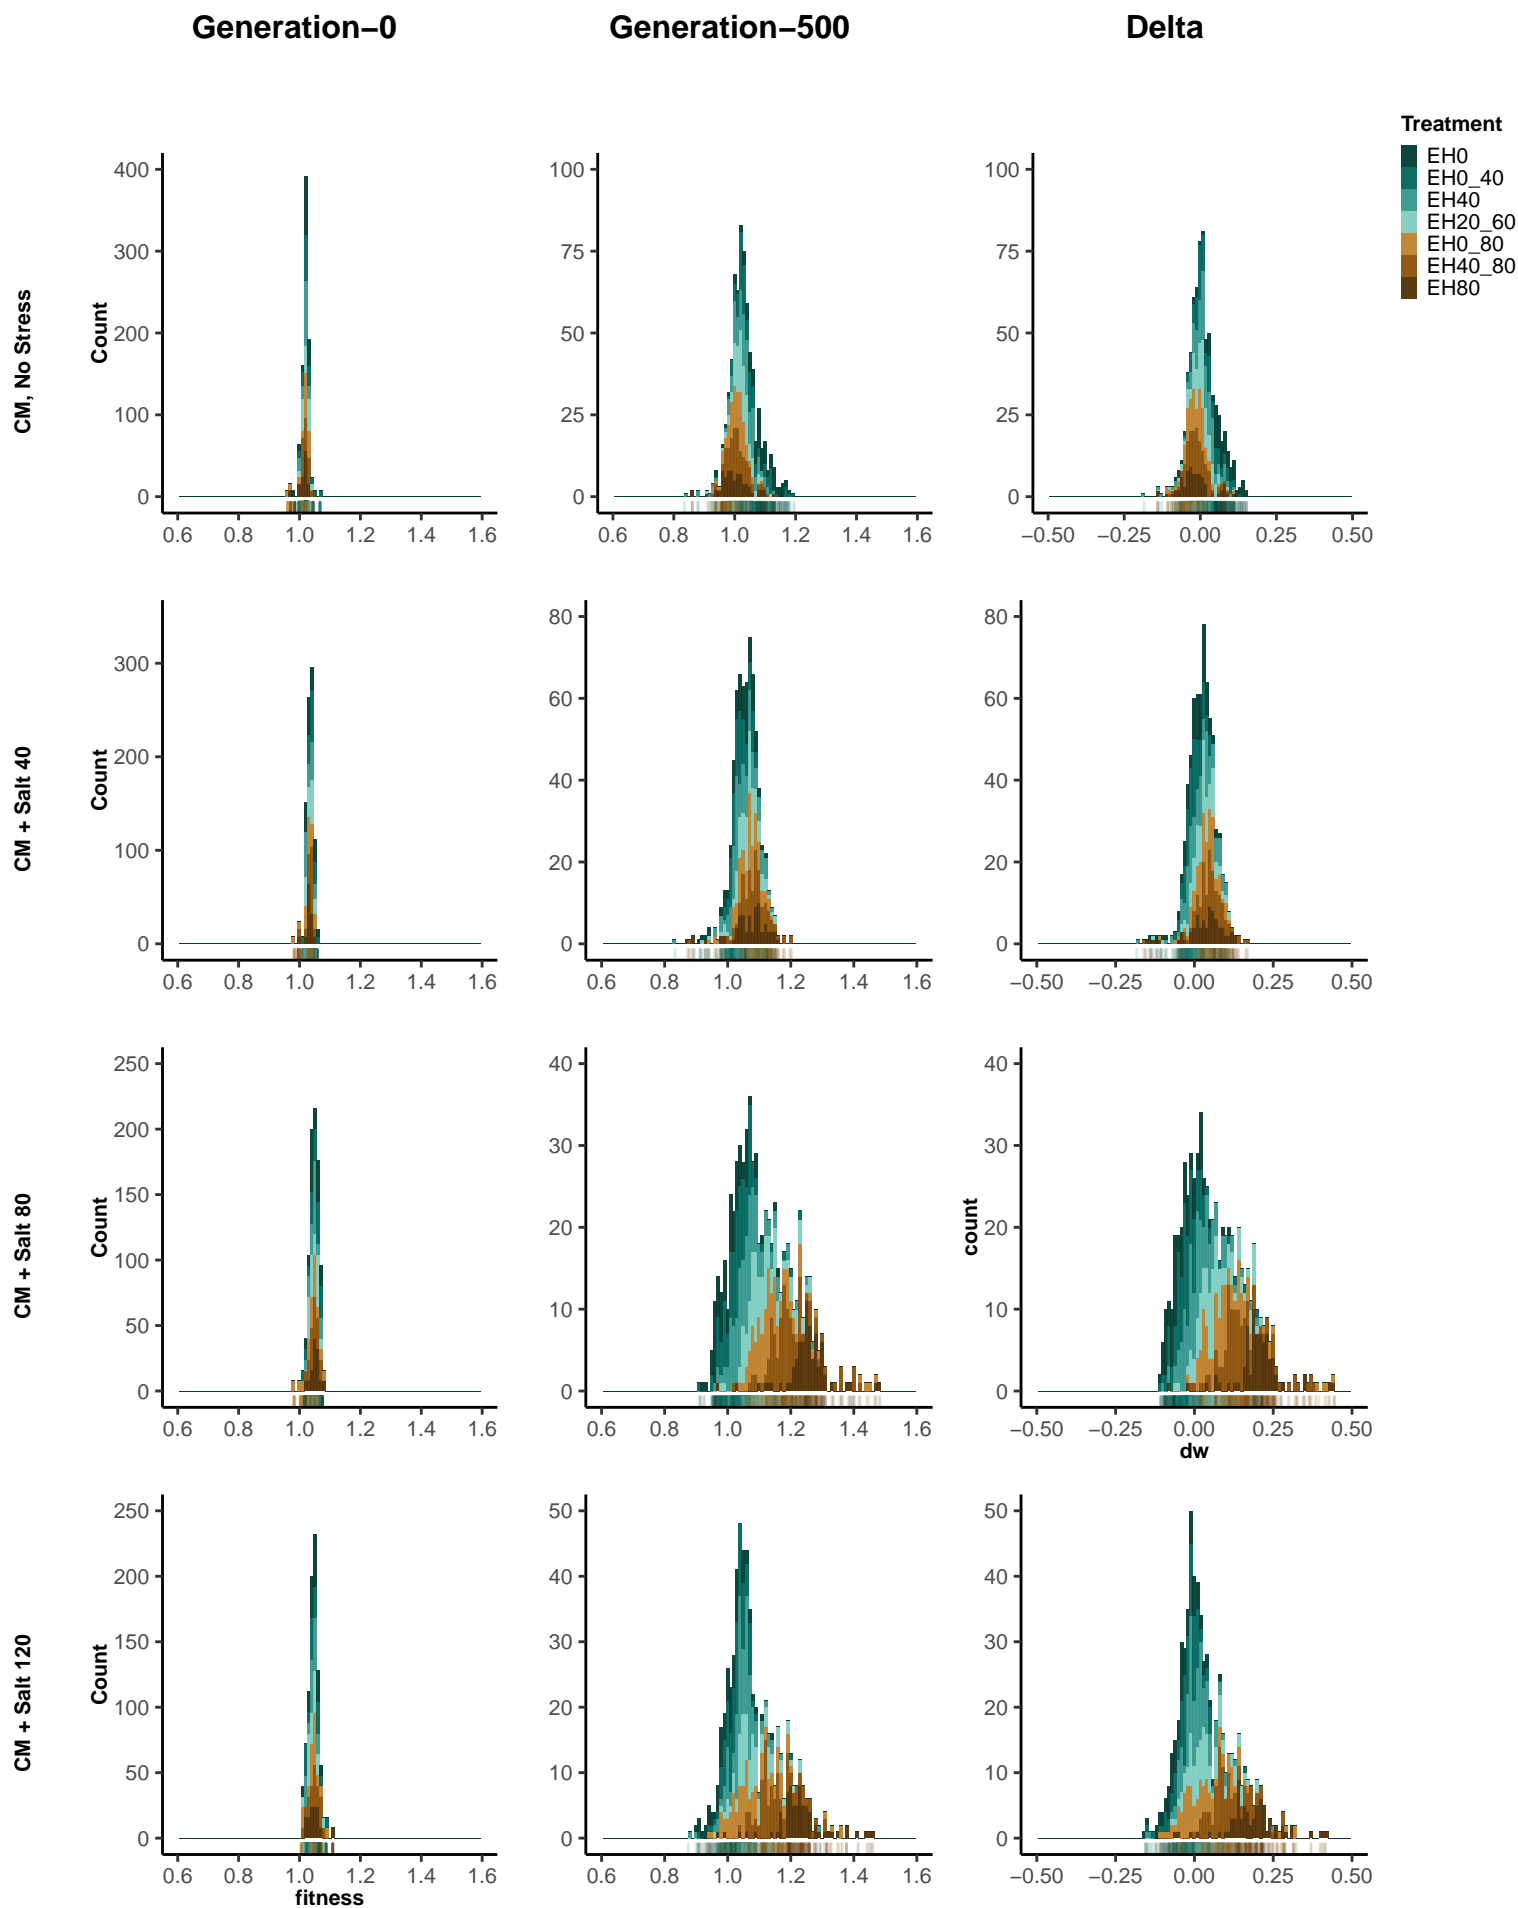 Generation−0 Generation−500 Delta
Treatment
EH0
EH0_40
EH40
EH20_60
EH0_80
EH40_80
EH80
CM, No Stress
Count
400
300
200
100
0
0.6 0.8 1.0 1.2 1.4 1.6
100
75
50
25
0
0.6 0.8 1.0 1.2 1.4 1.6
100
75
50
25
0
−0.50 −0.25 0.00 0.25 0.50
CM + Salt 40
Count
300
200
100
0
0.6 0.8 1.0 1.2 1.4 1.6
80
60
40
20
0
0.6 0.8 1.0 1.2 1.4 1.6
80
60
40
20
0
−0.50 −0.25 0.00 0.25 0.50
CM + Salt 80
Count
250
200
150
100
50
0
0.6 0.8 1.0 1.2 1.4 1.6
40
30
20
10
0
0.6 0.8 1.0 1.2 1.4 1.6
count
40
30
20
10
0
−0.50 −0.25 0.00 0.25 0.50
dw
CM + Salt 120
Count
250
200
150
100
50
0
0.6 0.8 1.0 1.2 1.4 1.6
fitness
50
40
30
20
10
0
0.6 0.8 1.0 1.2 1.4 1.6
50
40
30
20
10
0
−0.50 −0.25 0.00 0.25 0.50